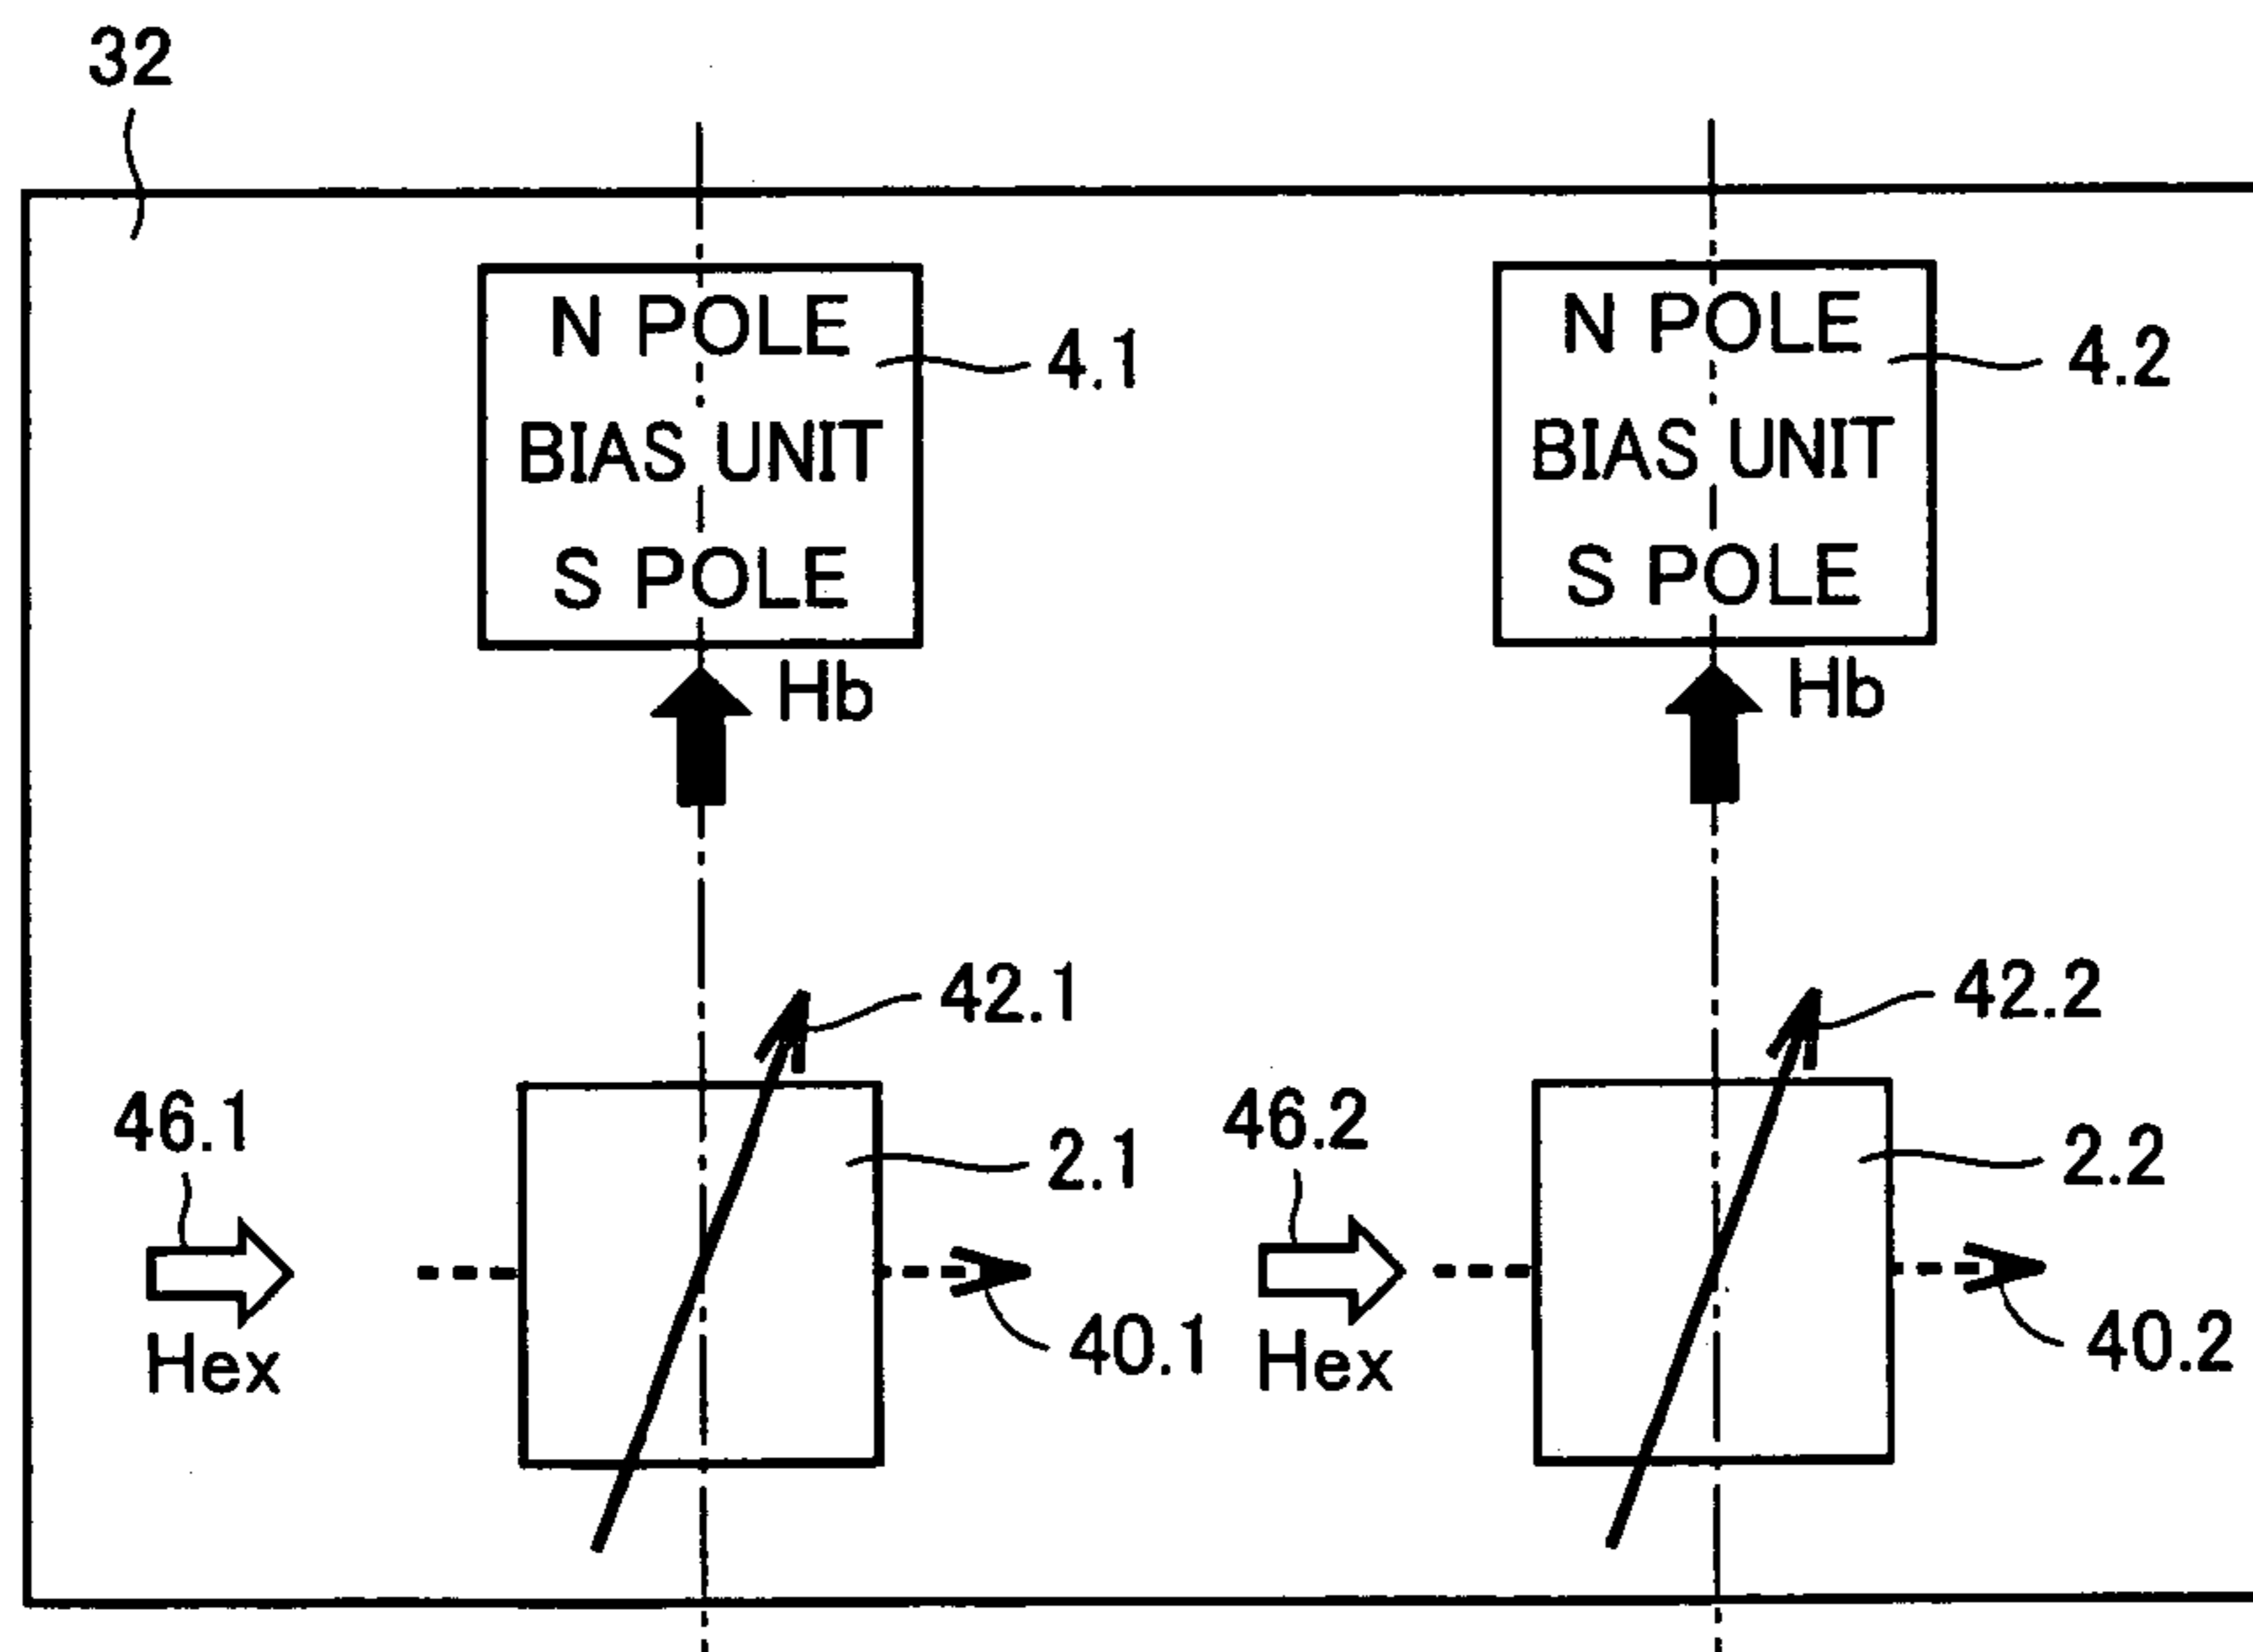 32
N POLE
BIAS UNIT
S POLE
4.1
Hb
N POLE
BIAS UNIT
S POLE
4.2
Hb
42.1
46.1
2.1
Hex
40.1
42.2
46.2
2.2
Hex
40.2